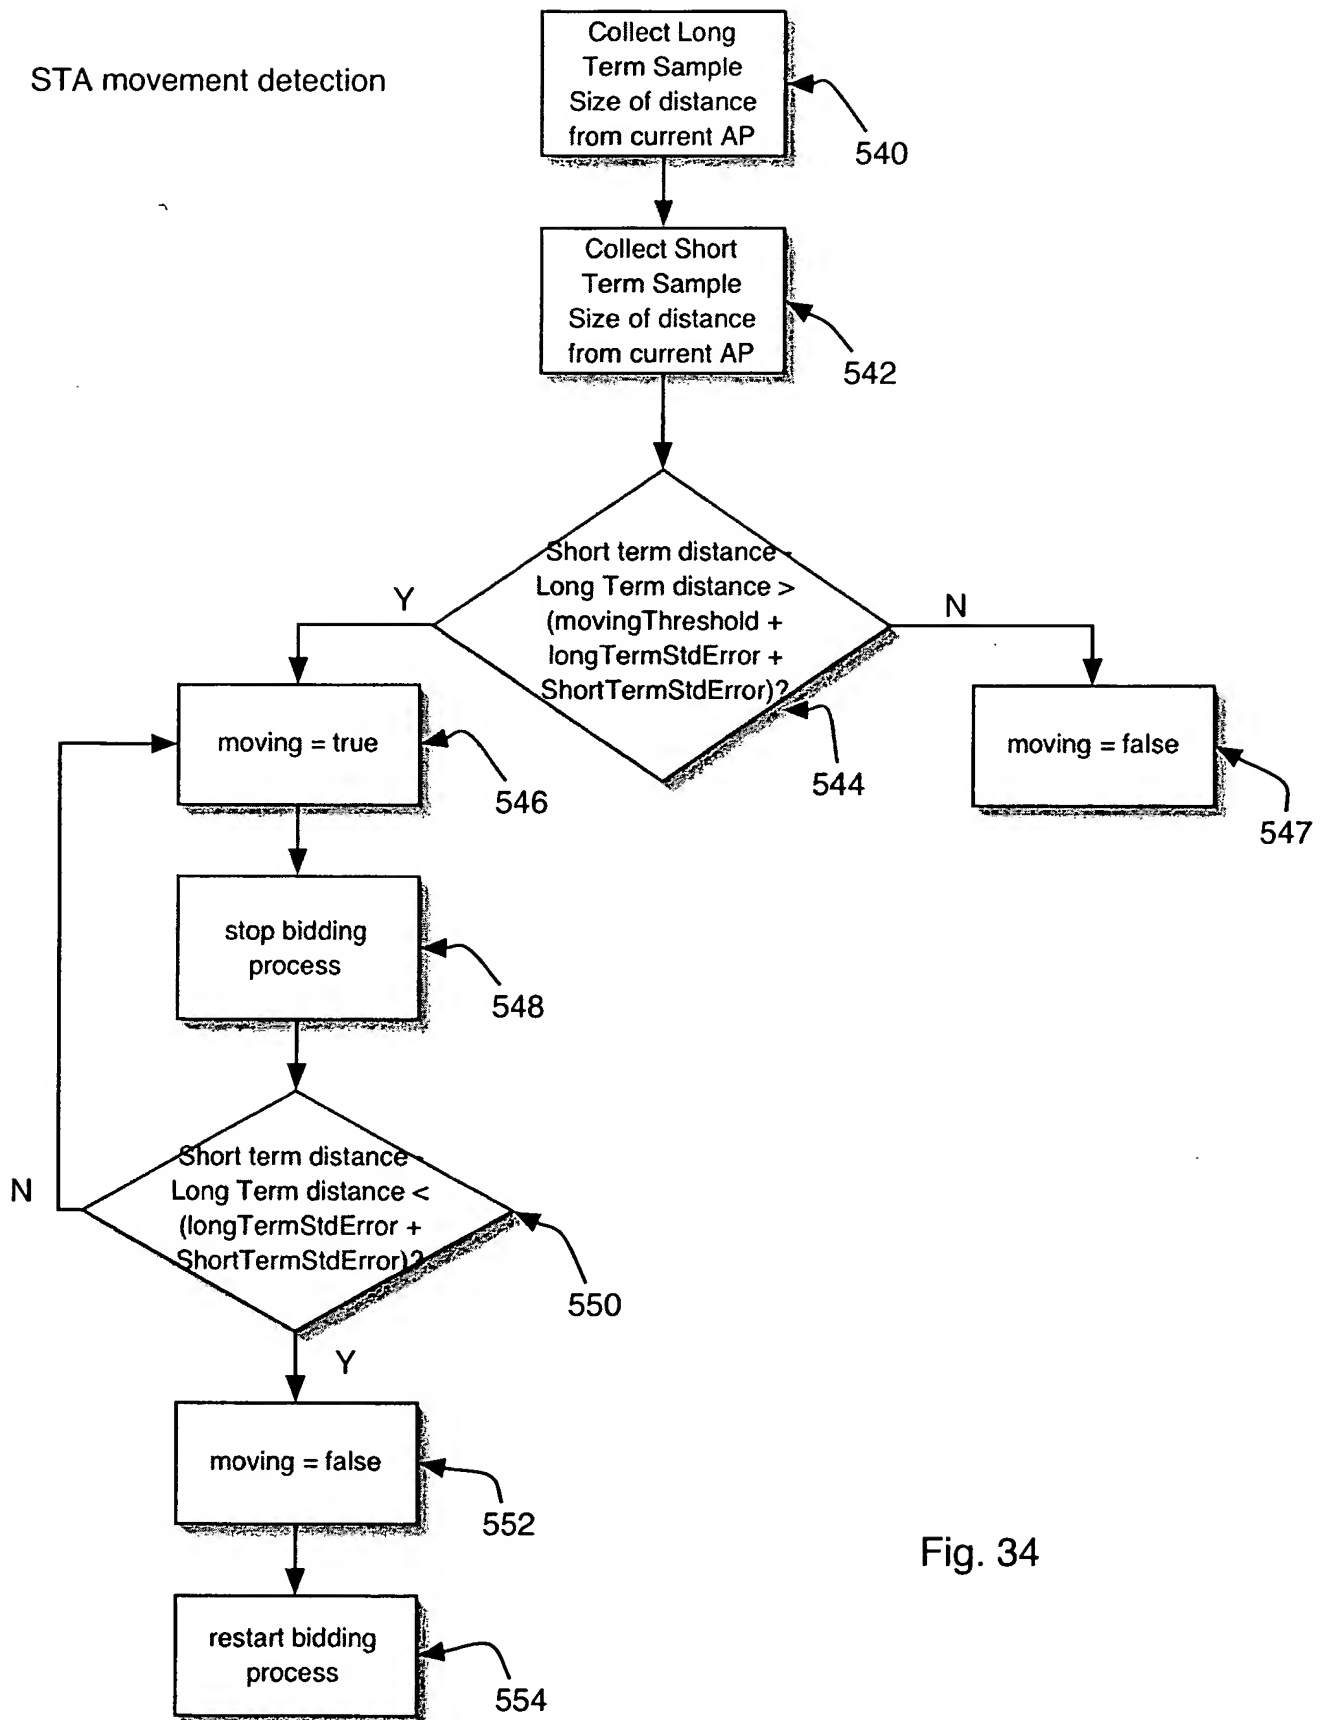 STA movement detection
Collect Long
Term Sample
Size of distance
from current AP
540
Collect Short
Term Sample
Size of distance
from current AP
542
Short term distance -
Long Term distance >
(movingThreshold +
longTermStdError +
ShortTermStdError)?
Y
N
544
moving = true
546
moving = false
547
stop bidding
process
548
Short term distance -
Long Term distance <
(longTermStdError +
ShortTermStdError)?
N
550
Y
moving = false
552
restart bidding
process
554
Fig. 34